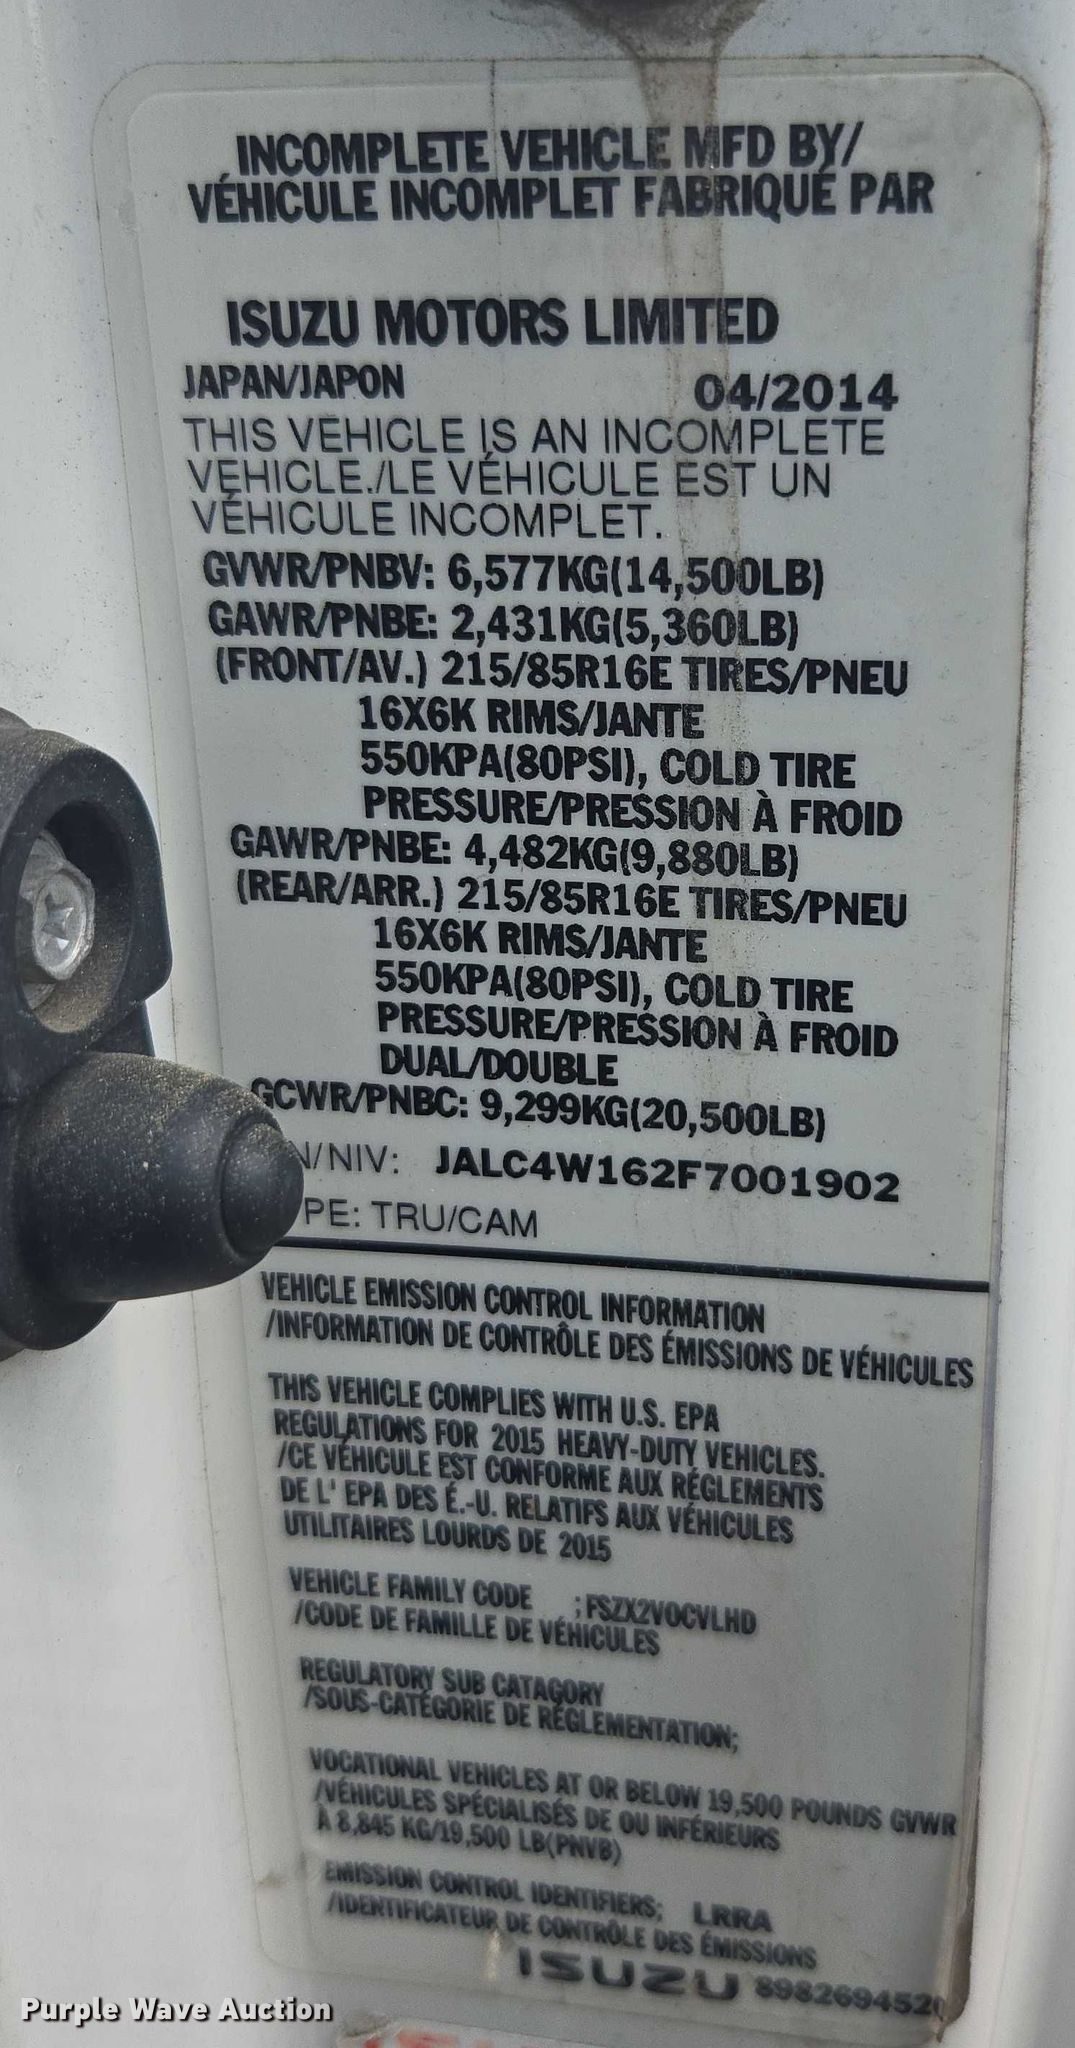 INCOMPLETE VEHICLE MFD BY/
VÉHICULE INCOMPLET FABRIQUÉ PAR
ISUZU MOTORS LIMITED
JAPAN/JAPON 04/2014
THIS VEHICLE IS AN INCOMPLETE
VEHICLE./LE VÉHICULE EST UN
VÉHICULE INCOMPLET.
GVWR/PNBV: 6,577KG(14,500LB)
GAWR/PNBE: 2,431KG(5,360LB)
(FRONT/AV.) 215/85R16E TIRES/PNEU
16X6K RIMS/JANTE
550KPA(80PSI), COLD TIRE
PRESSURE/PRESSION À FROID
GAWR/PNBE: 4,482KG(9,880LB)
(REAR/ARR.) 215/85R16E TIRES/PNEU
16X6K RIMS/JANTE
550KPA(80PSI), COLD TIRE
PRESSURE/PRESSION À FROID
DUAL/DOUBLE
GCWR/PNBC: 9,299KG(20,500LB)
N/NIV: JALC4W162F7001902
PE: TRU/CAM
VEHICLE EMISSION CONTROL INFORMATION
/INFORMATION DE CONTRÔLE DES ÉMISSIONS DE VÉHICULES
THIS VEHICLE COMPLIES WITH U.S. EPA
REGULATIONS FOR 2015 HEAVY-DUTY VEHICLES.
/CE VÉHICULE EST CONFORME AUX RÉGLEMENTS
DE L' EPA DES É.-U. RELATIFS AUX VÉHICULES
UTILITAIRES LOURDS DE 2015
VEHICLE FAMILY CODE ;FSZX2VOCVLHD
/CODE DE FAMILLE DE VÉHICULES
REGULATORY SUB CATAGORY
/SOUS-CATÉGORIE DE RÉGLEMENTATION;
VOCATIONAL VEHICLES AT OR BELOW 19,500 POUNDS GVWR
/VÉHICULES SPÉCIALISÉS DE OU INFÉRIEURS
À 8,845 KG/19,500 LB(PNVB)
EMISSION CONTROL IDENTIFIERS; LRRA
/IDENTIFICATEUR DE CONTRÔLE DES ÉMISSIONS
ISUZU 8982694520
Purple Wave Auction